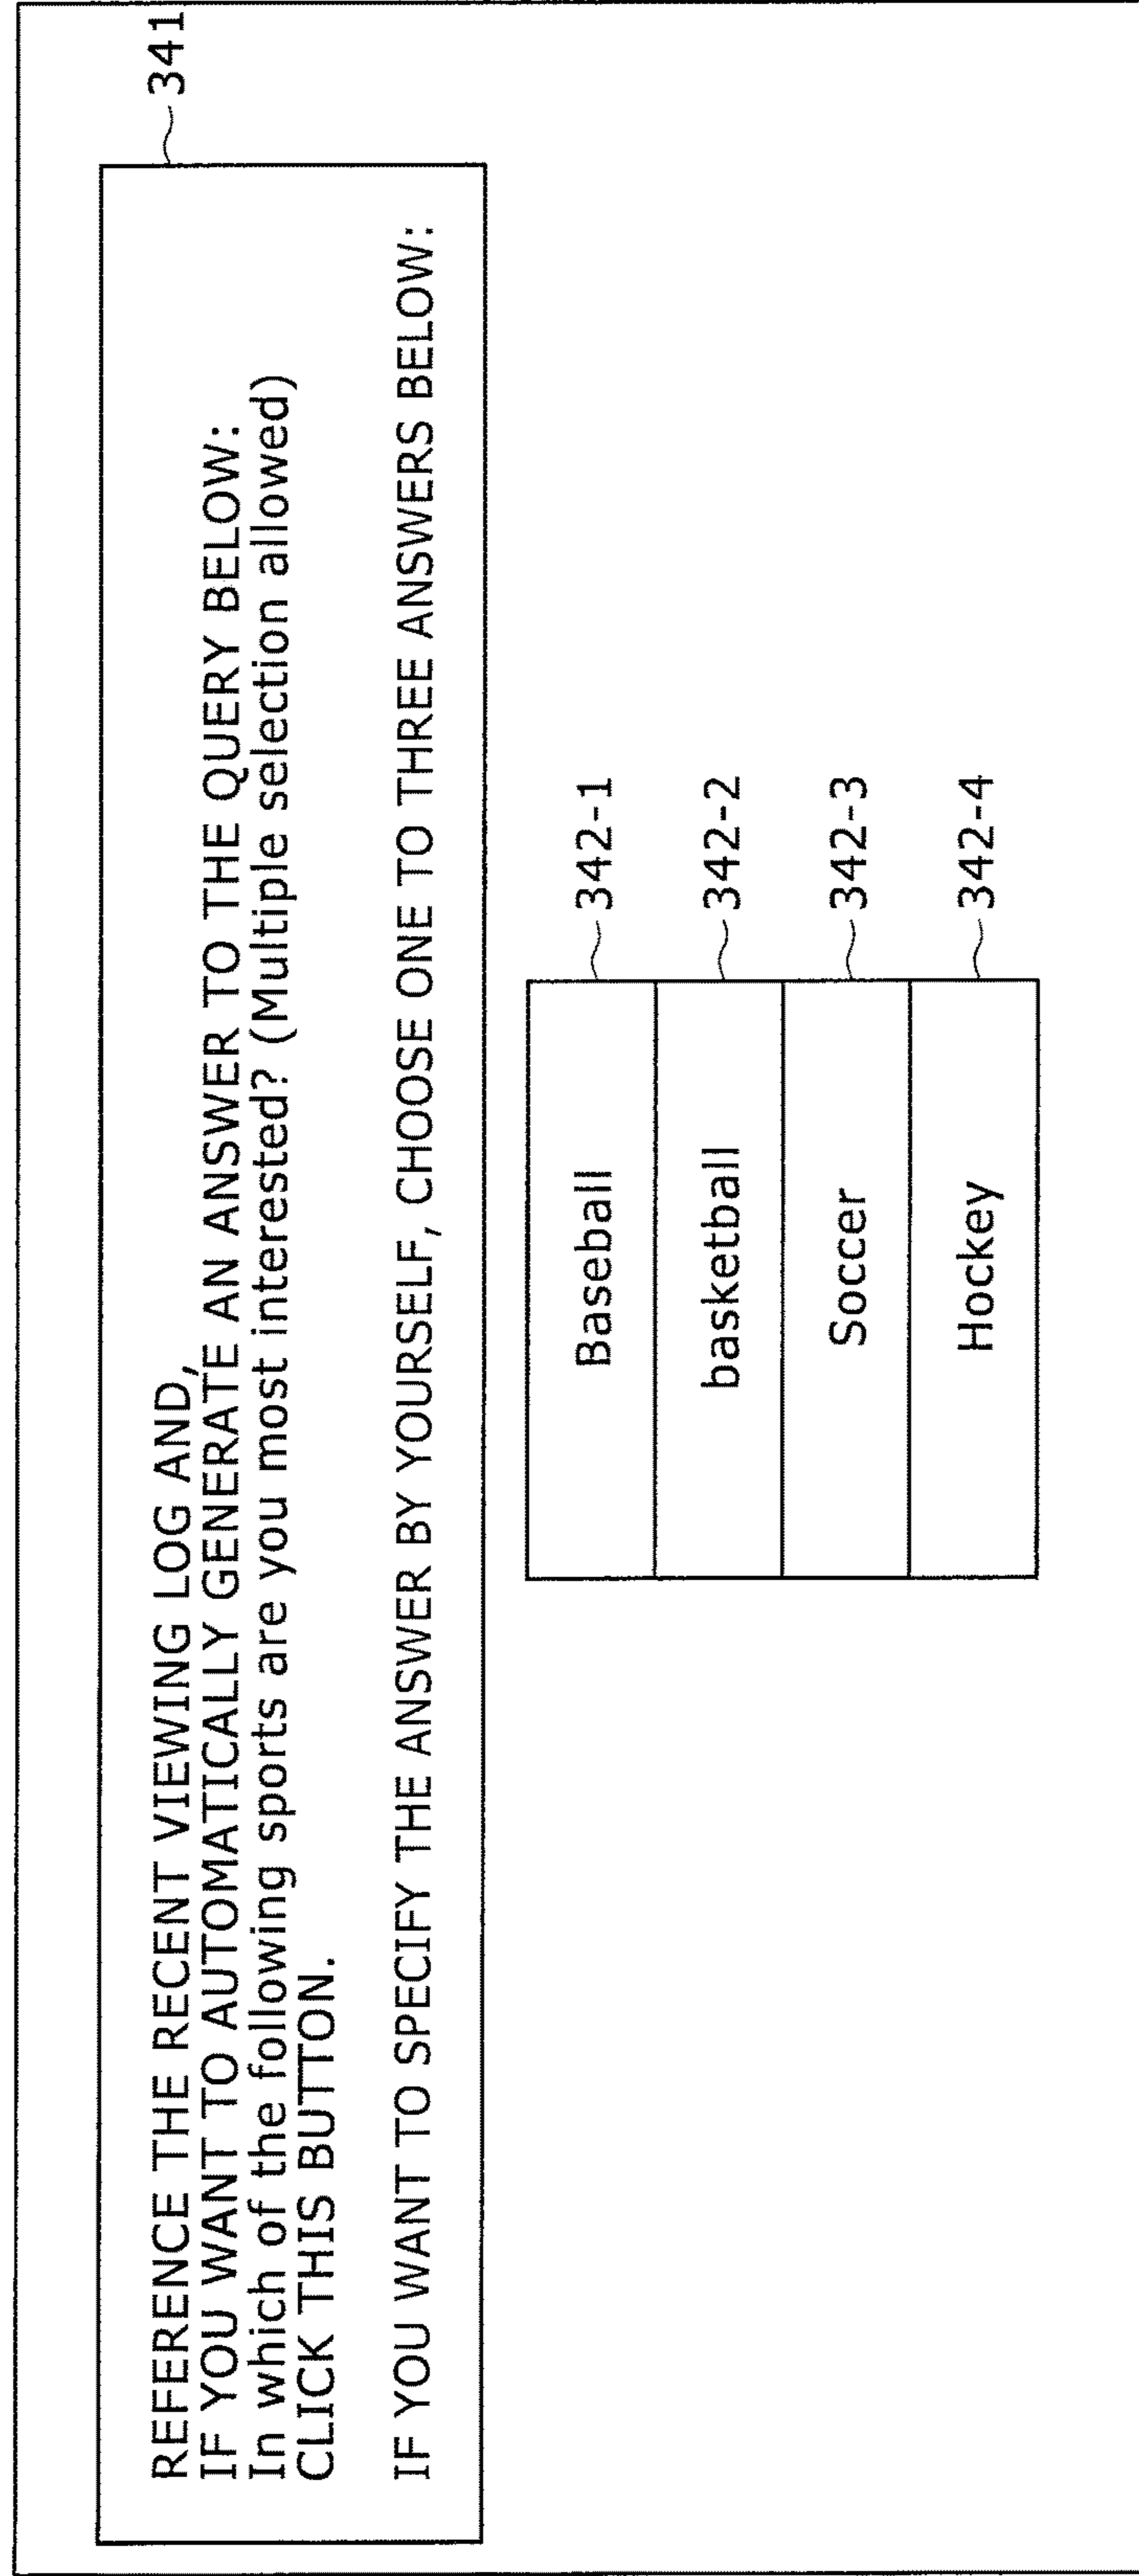 REFERENCE THE RECENT VIEWING LOG AND,
IF YOU WANT TO AUTOMATICALLY GENERATE AN ANSWER TO THE QUERY BELOW:
In which of the following sports are you most interested? (Multiple selection allowed)
CLICK THIS BUTTON.
IF YOU WANT TO SPECIFY THE ANSWER BY YOURSELF, CHOOSE ONE TO THREE ANSWERS BELOW:
341
Baseball 342-1
basketball 342-2
Soccer 342-3
Hockey 342-4